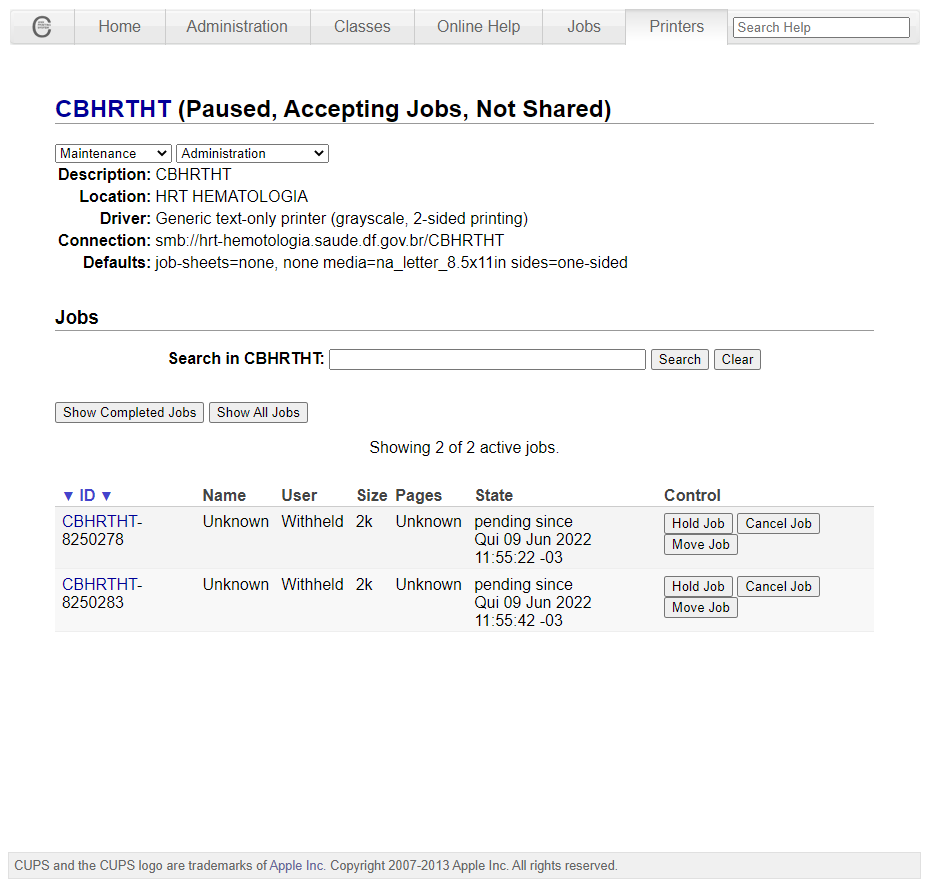 Home Administration Classes Online Help Jobs Printers Search Help
CBHRTHT (Paused, Accepting Jobs, Not Shared)
Maintenance Administration
Description: CBHRTHT
Location: HRT HEMATOLOGIA
Driver: Generic text-only printer (grayscale, 2-sided printing)
Connection: smb://hrt-hemotologia.saude.df.gov.br/CBHRTHT
Defaults: job-sheets=none, none media=na_letter_8.5x11in sides=one-sided
Jobs
Search in CBHRTHT: Search Clear
Show Completed Jobs Show All Jobs
Showing 2 of 2 active jobs.
▼ ID ▼ Name User Size Pages State Control
CBHRTHT- Unknown Withheld 2k Unknown pending since Hold Job Cancel Job
8250278 Qui 09 Jun 2022 Move Job
11:55:22 -03
CBHRTHT- Unknown Withheld 2k Unknown pending since Hold Job Cancel Job
8250283 Qui 09 Jun 2022 Move Job
11:55:42 -03
CUPS and the CUPS logo are trademarks of Apple Inc. Copyright 2007-2013 Apple Inc. All rights reserved.